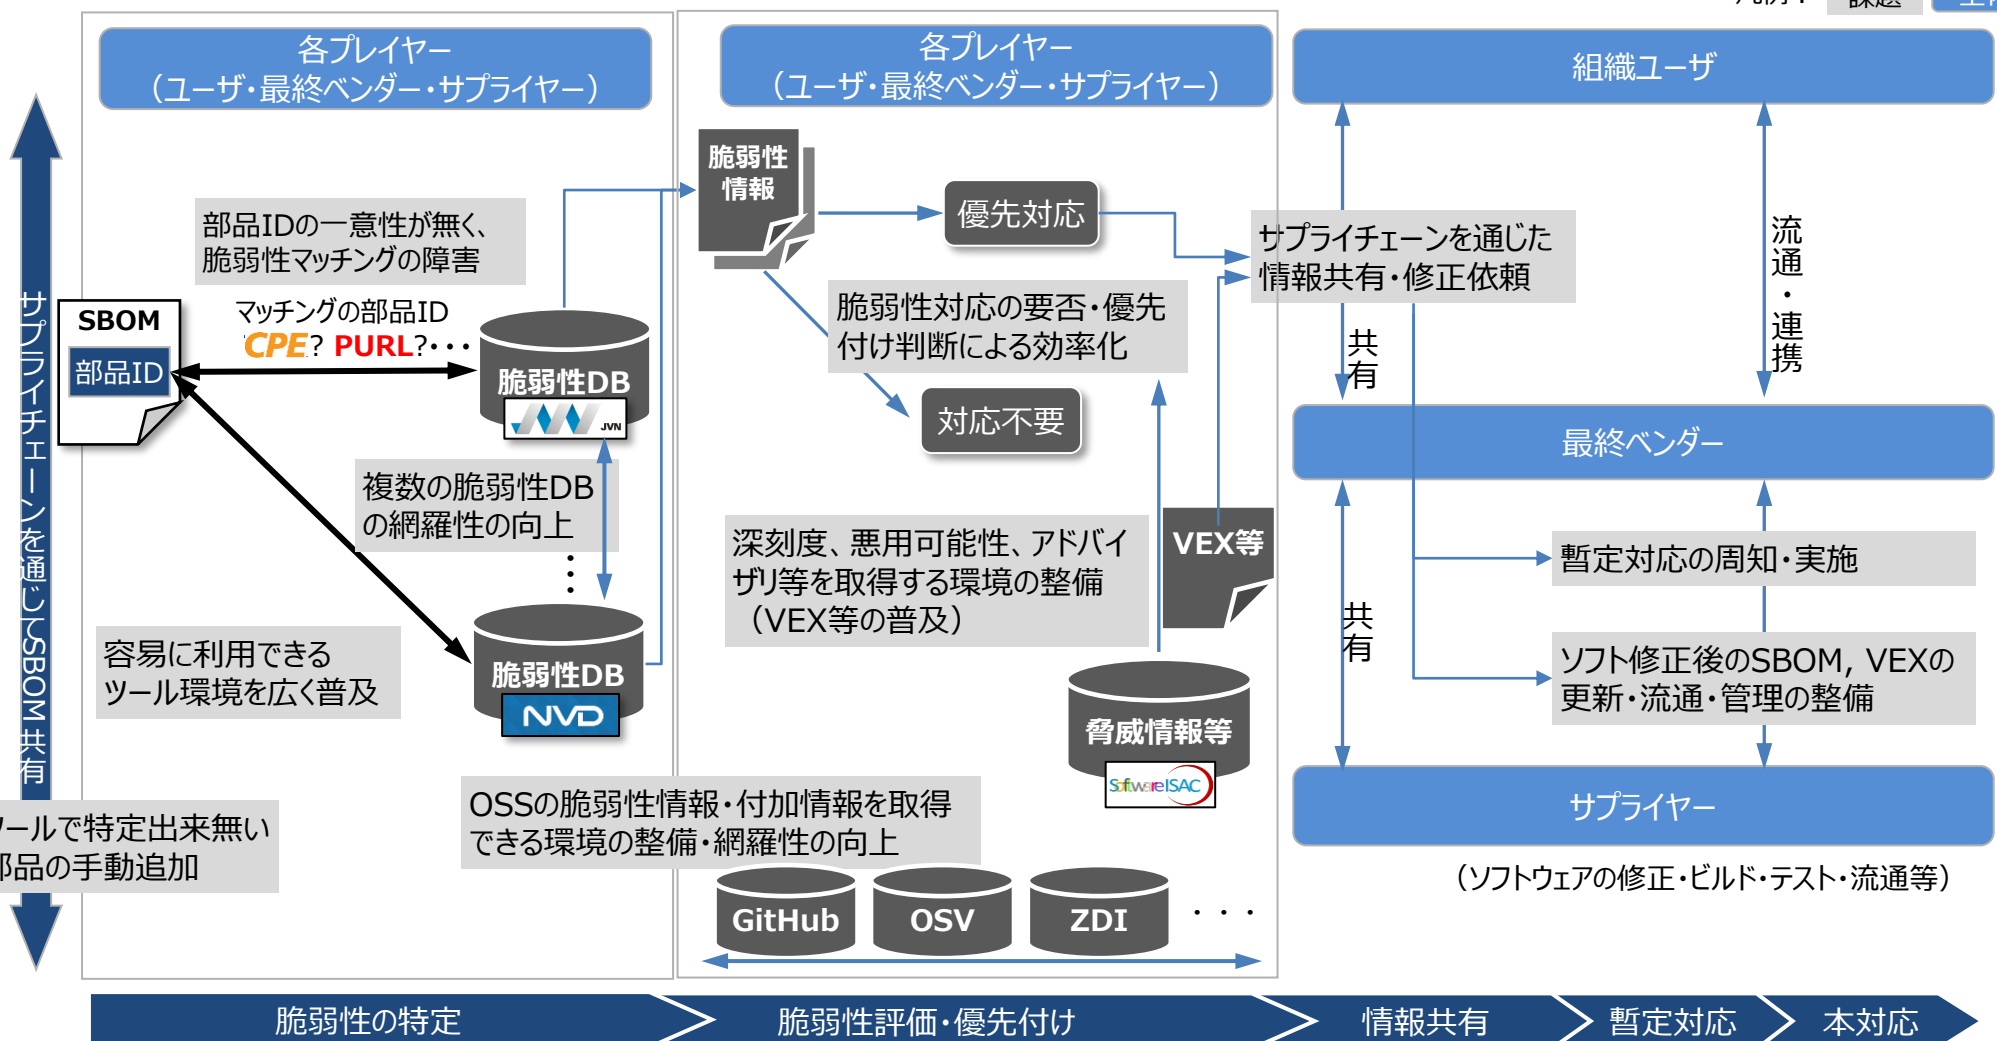 凡例：
課題
各プレイヤー
（ユーザ・最終ベンダー・サプライヤー）
各プレイヤー
（ユーザ・最終ベンダー・サプライヤー）
組織ユーザ
脆弱性
情報
優先対応
部品IDの一意性が無く、
脆弱性マッチングの障害
サプライチェーンを通じた
情報共有・修正依頼
流通・連携
サプライチェーンを通じてSBOM共有
SBOM
部品ID
マッチングの部品ID
CPE? PURL?・・・
脆弱性DB
JVN
脆弱性対応の要否・優先
付け判断による効率化
共有
対応不要
最終ベンダー
複数の脆弱性DB
の網羅性の向上
深刻度、悪用可能性、アドバイ
ザリ等を取得する環境の整備
（VEX等の普及）
VEX等
暫定対応の周知・実施
共有
容易に利用できる
ツール環境を広く普及
脆弱性DB
NVD
ソフト修正後のSBOM, VEXの
更新・流通・管理の整備
脅威情報等
SoftwareISAC
ツールで特定出来無い
部品の手動追加
OSSの脆弱性情報・付加情報を取得
できる環境の整備・網羅性の向上
サプライヤー
（ソフトウェアの修正・ビルド・テスト・流通等）
GitHub
OSV
ZDI
・・・
脆弱性の特定
脆弱性評価・優先付け
情報共有
暫定対応
本対応